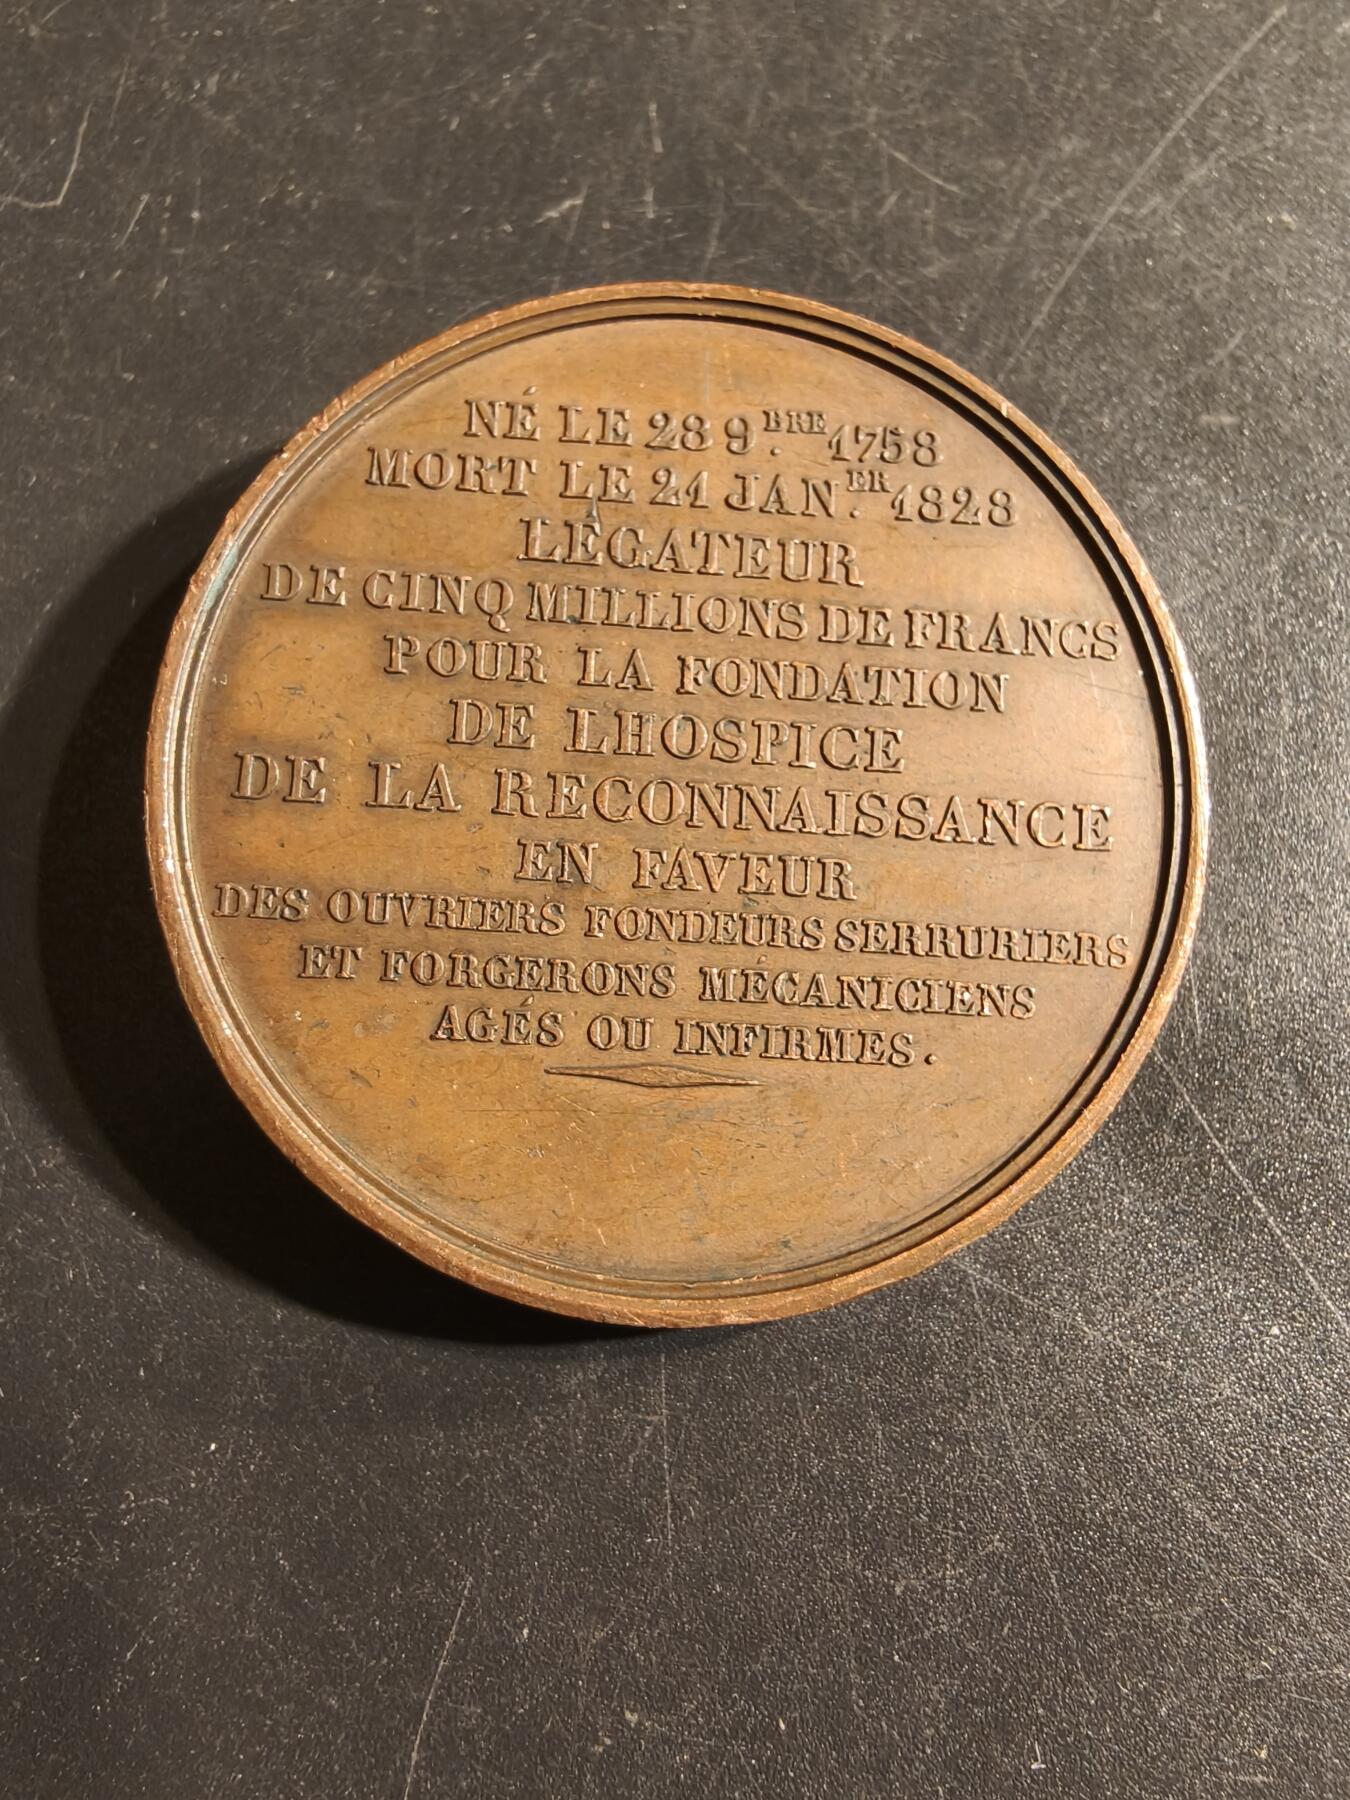 NÉ LE 28 9.BRE 1758
MORT LE 21 JAN.ER 1828
LÉGATEUR
DE CINQ MILLIONS DE FRANCS
POUR LA FONDATION
DE LHOSPICE
DE LA RECONNAISSANCE
EN FAVEUR
DES OUVRIERS FONDEURS SERRURIERS
ET FORGERONS MÉCANICIENS
AGÉS OU INFIRMES.